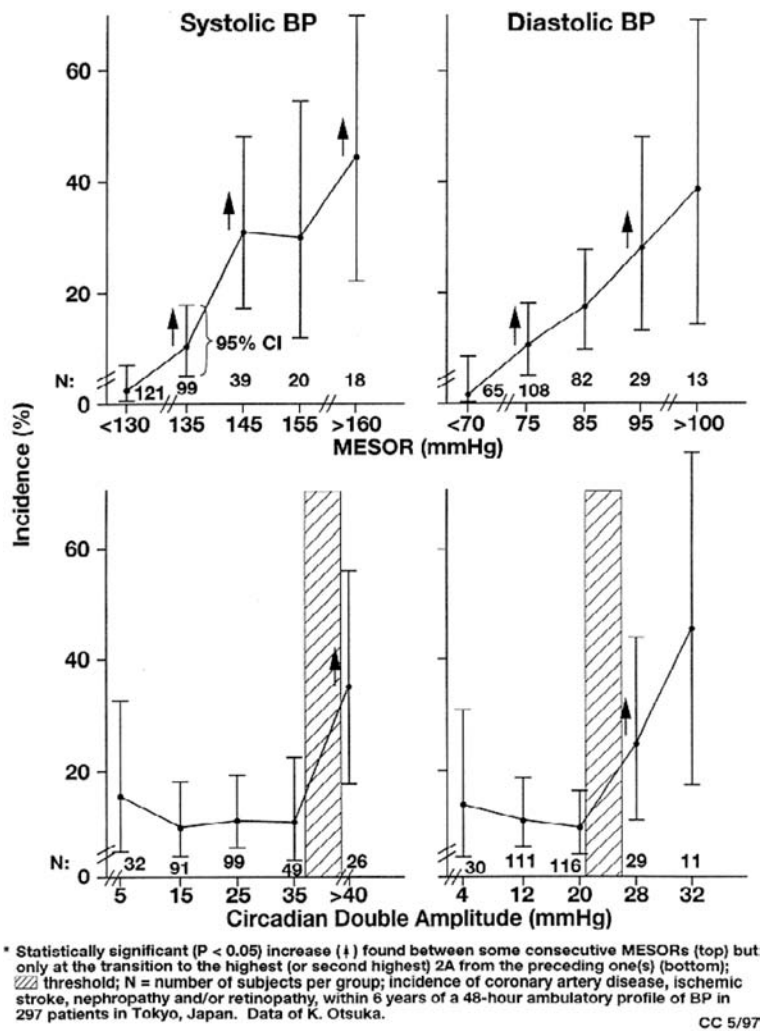 Systolic BP
Diastolic BP
Incidence (%)
60
40
20
0
95% CI
N:
121 99 39 20 18
65 108 82 29 13
<130 135 145 155 >160
<70 75 85 95 >100
MESOR (mmHg)
60
40
20
0
N:
32 91 99 49 26
30 111 116 29 11
5 15 25 35 >40
4 12 20 28 32
Circadian Double Amplitude (mmHg)
* Statistically significant (P < 0.05) increase (↑) found between some consecutive MESORs (top) but
only at the transition to the highest (or second highest) 2A from the preceding one(s) (bottom);
threshold; N = number of subjects per group; incidence of coronary artery disease, ischemic
stroke, nephropathy and/or retinopathy, within 6 years of a 48-hour ambulatory profile of BP in
297 patients in Tokyo, Japan. Data of K. Otsuka.
CC 5/97